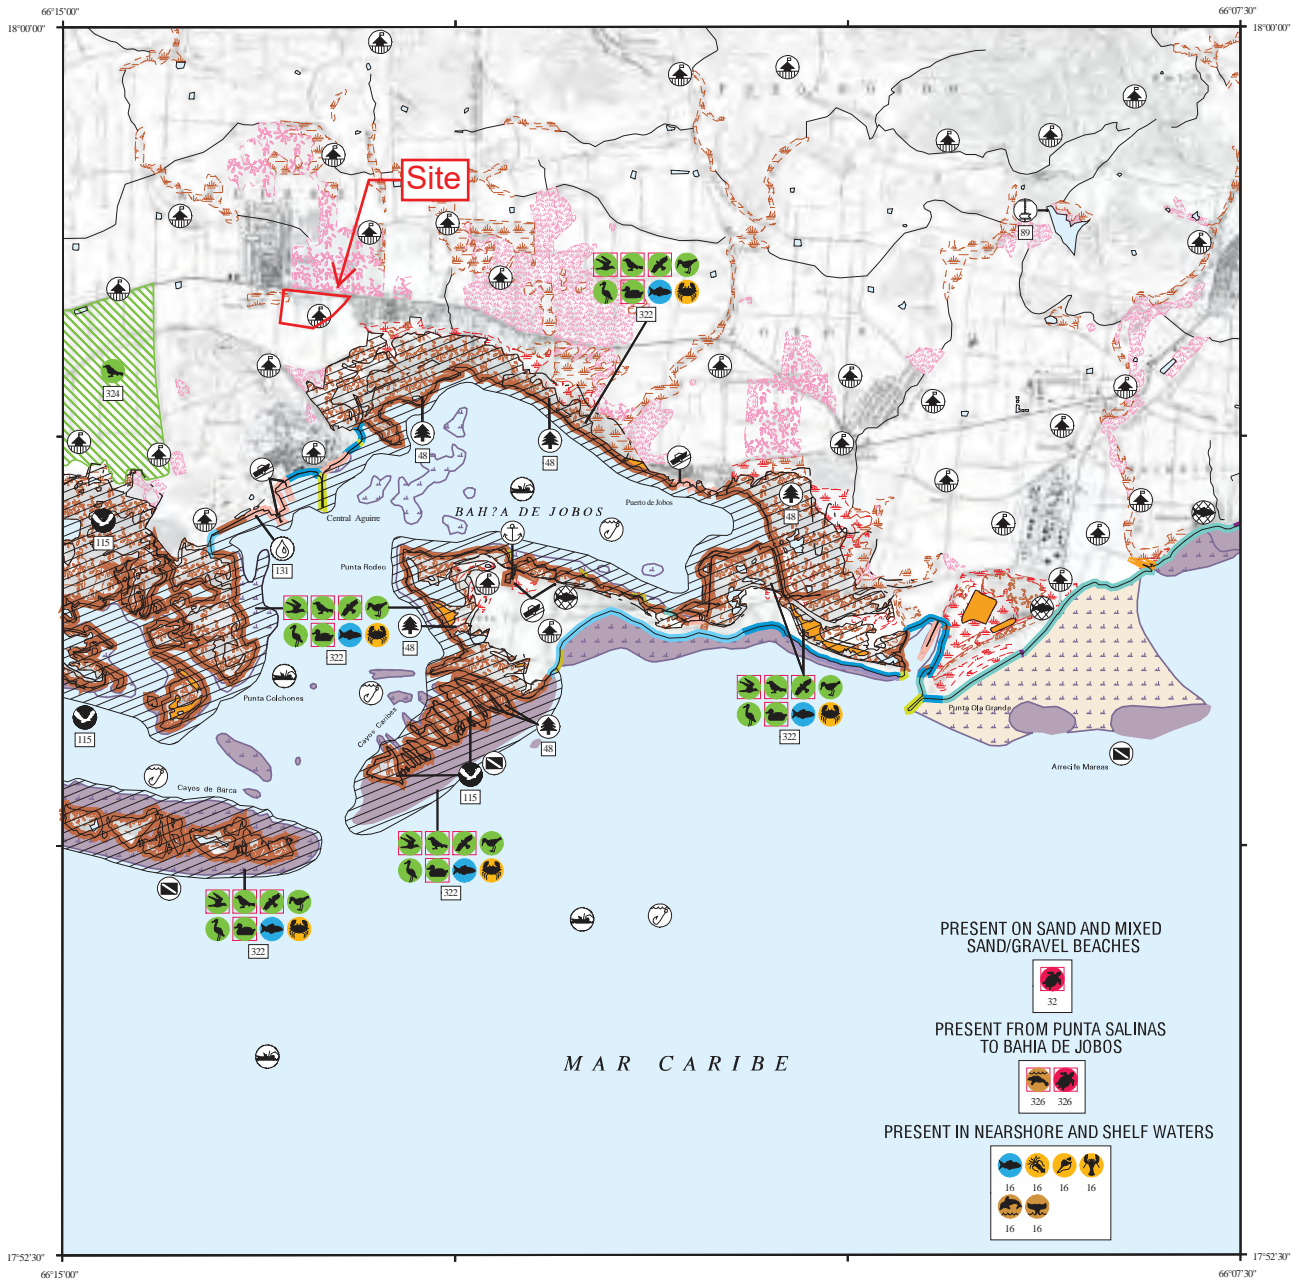 66°15'00"
66°07'30"
18°00'00"
18°00'00"
Site
89
322
324
48
48
BAH?A DE JOBOS
Puerto de Jobos
48
115
Central Aguirre
131
Punta Rodeo
322
48
Punta Colchones
115
Cayos Caribes
48
322
Punta Ola Grande
Arrecife Mareas
115
Cayos de Barca
322
322
PRESENT ON SAND AND MIXED
SAND/GRAVEL BEACHES
32
PRESENT FROM PUNTA SALINAS
TO BAHIA DE JOBOS
326 326
MAR CARIBE
PRESENT IN NEARSHORE AND SHELF WATERS
16 16 16 16
16 16
17°52'30"
17°52'30"
66°15'00"
66°07'30"